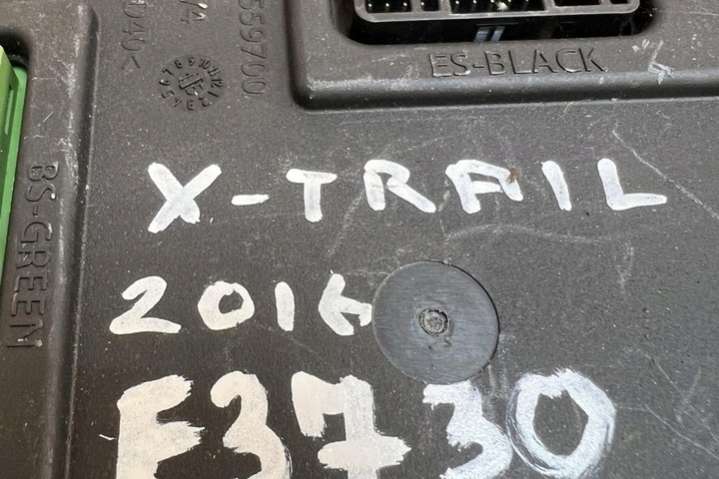 ES-BLACK
BS-GREEN
X-TRAIL
2016
E3730